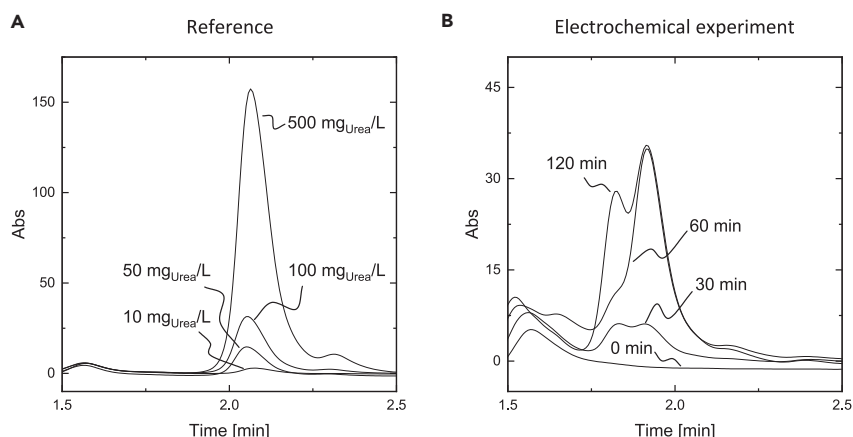 A
Reference
Abs
150
100
50
0
500 mgUrea/L
50 mgUrea/L
100 mgUrea/L
10 mgUrea/L
1.5
2.0
2.5
Time [min]
B
Electrochemical experiment
Abs
45
30
15
0
120 min
60 min
30 min
0 min
1.5
2.0
2.5
Time [min]